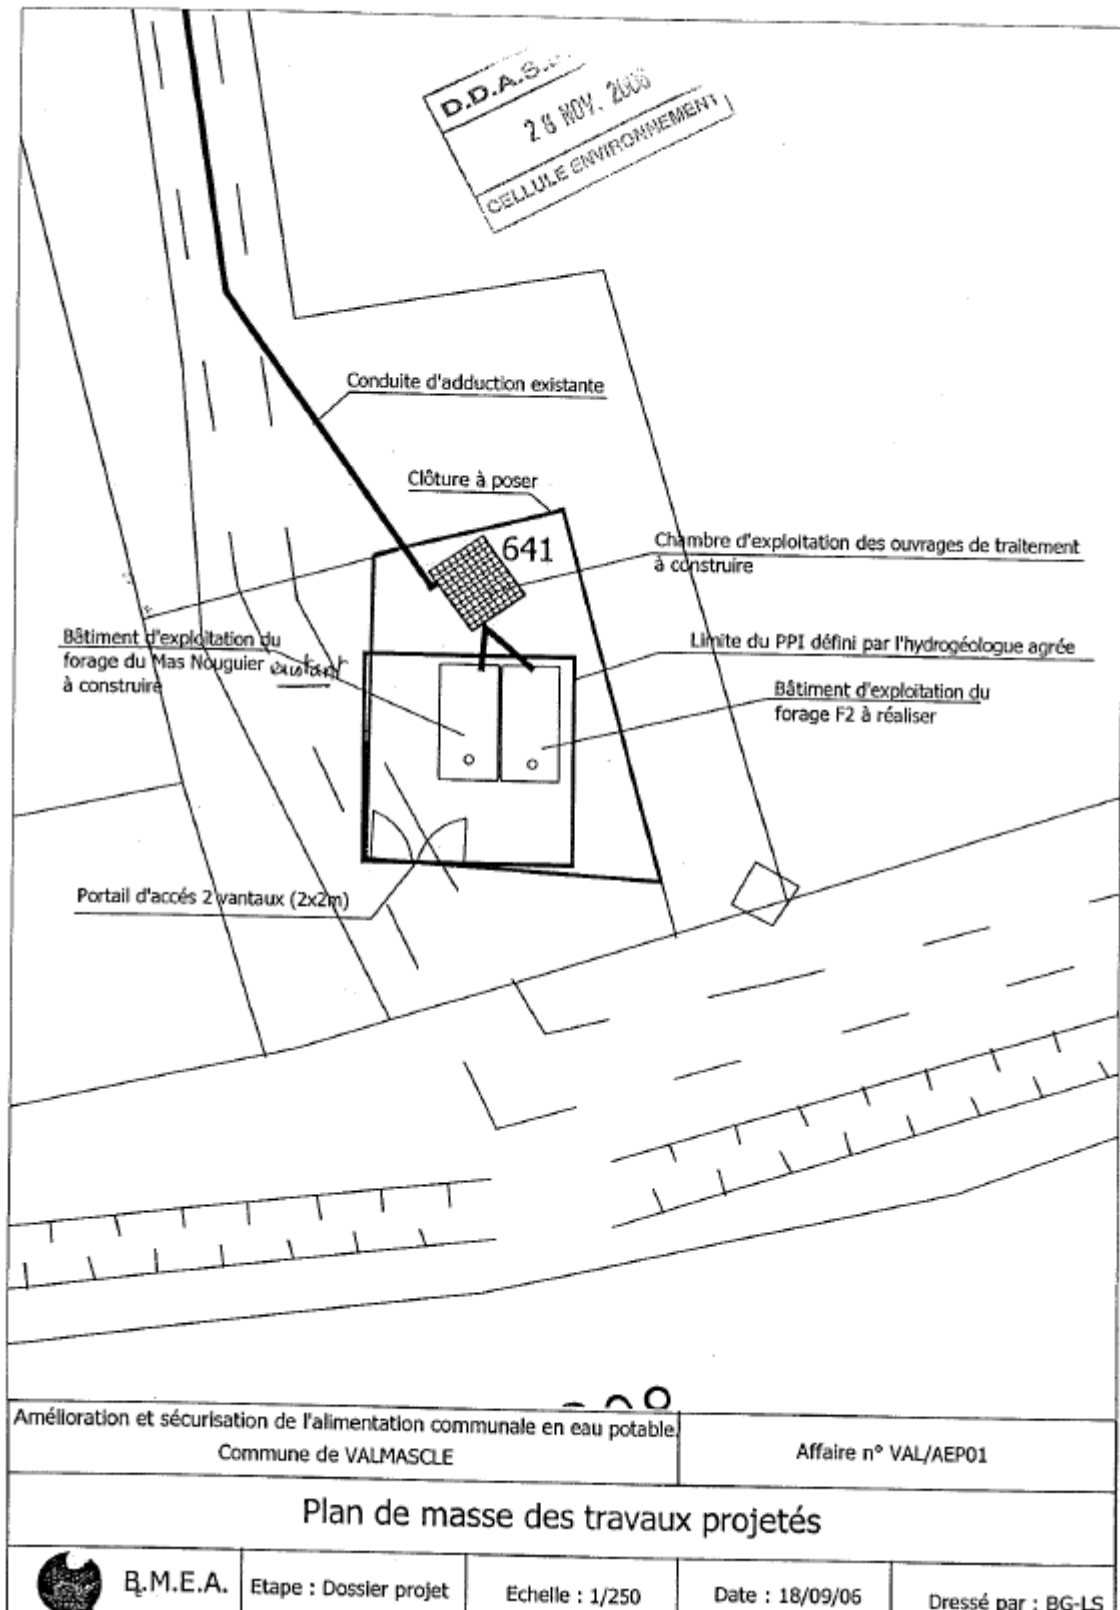 D.D.A.S.
28 NOV. 2006
CELLULE ENVIRONNEMENT
Conduite d'adduction existante
Clôture à poser
641
Chambre d'exploitation des ouvrages de traitement
à construire
Bâtiment d'exploitation du
forage du Mas Nouguier existant
à construire
Limite du PPI défini par l'hydrogéologue agrée
Bâtiment d'exploitation du
forage F2 à réaliser
Portail d'accés 2 vantaux (2x2m)
Amélioration et sécurisation de l'alimentation communale en eau potable.
Commune de VALMASCLE
Affaire n° VAL/AEP01
Plan de masse des travaux projetés
B.M.E.A.
Etape : Dossier projet
Echelle : 1/250
Date : 18/09/06
Dressé par : BG-LS